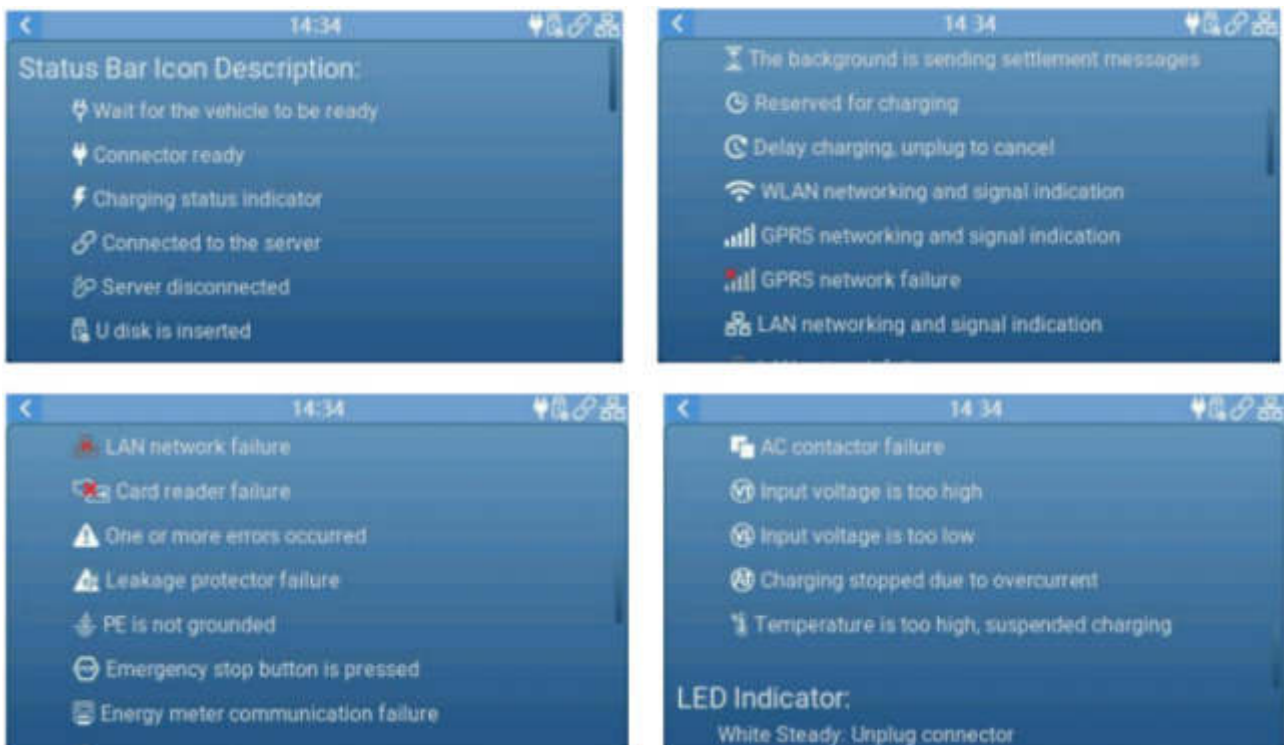 14:34
Status Bar Icon Description:
Wait for the vehicle to be ready
Connector ready
Charging status indicator
Connected to the server
Server disconnected
U disk is inserted
14 34
The background is sending settlement messages
Reserved for charging
Delay charging, unplug to cancel
WLAN networking and signal indication
GPRS networking and signal indication
GPRS network failure
LAN networking and signal indication
14:34
LAN network failure
Card reader failure
One or more errors occurred
Leakage protector failure
PE is not grounded
Emergency stop button is pressed
Energy meter communication failure
14 34
AC contactor failure
Input voltage is too high
Input voltage is too low
Charging stopped due to overcurrent
Temperature is too high, suspended charging
LED Indicator:
White Steady: Unplug connector